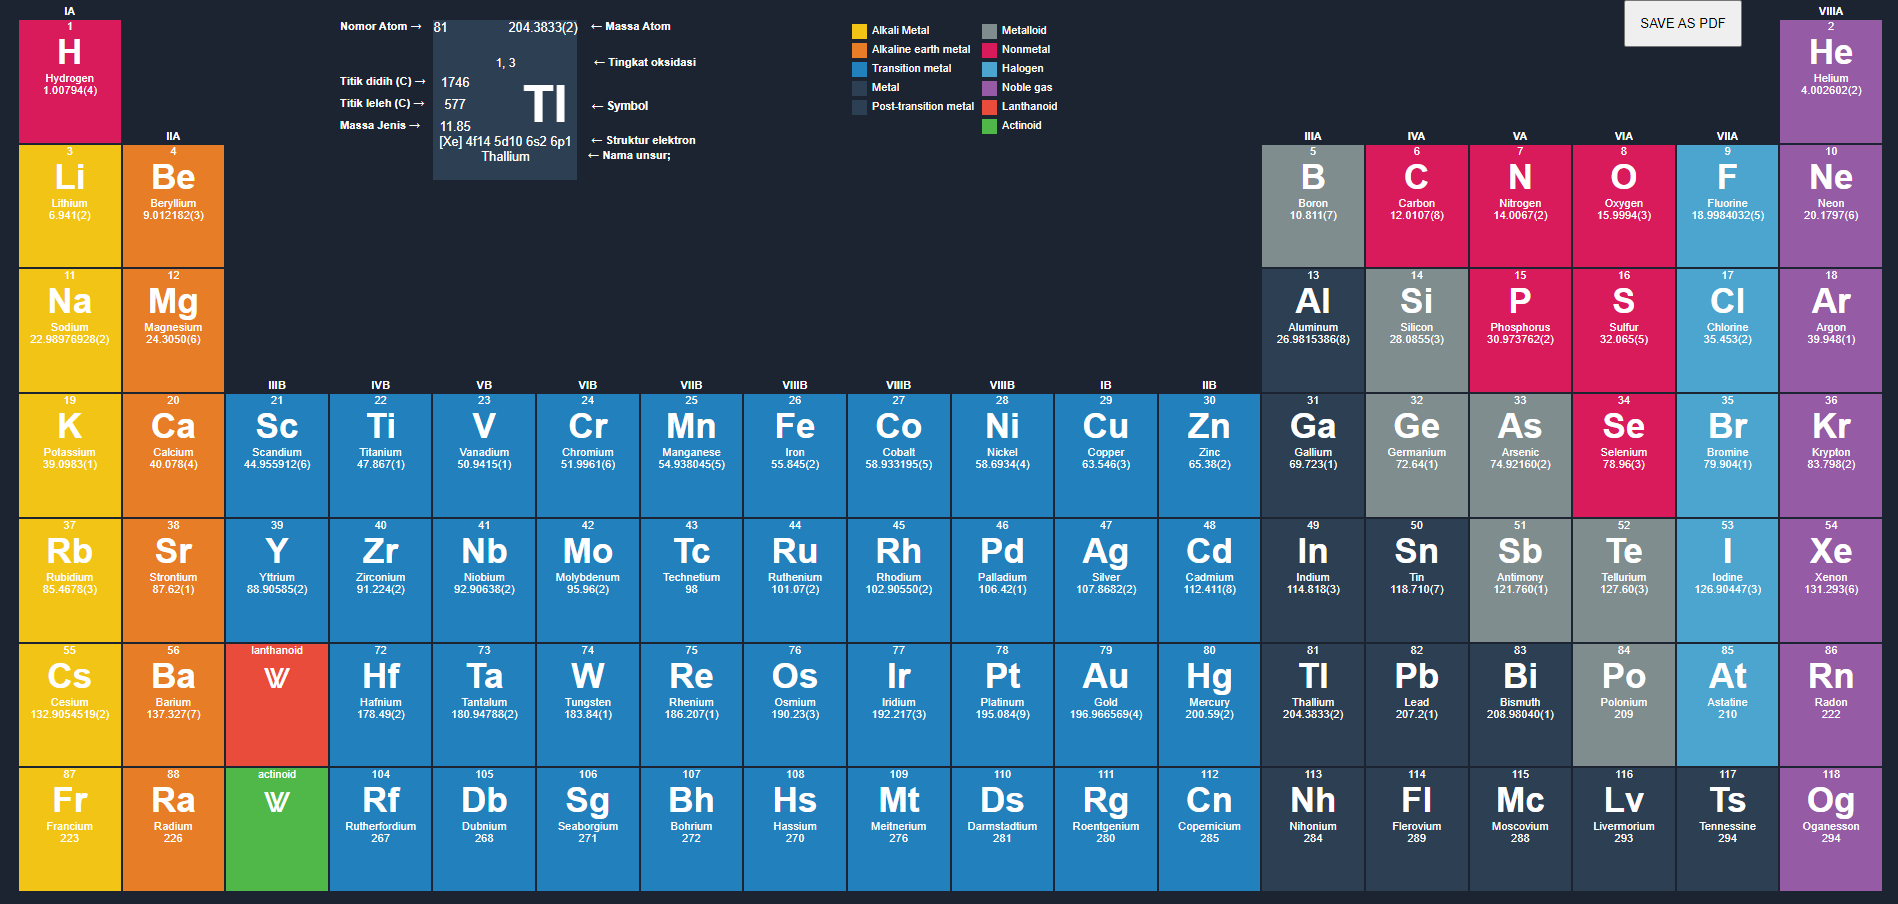 IA
VIIIA
SAVE AS PDF
Nomor Atom →
81
204.3833(2)
← Massa Atom
1, 3
← Tingkat oksidasi
Titik didih (C) →
1746
Titik leleh (C) →
577
Tl
← Symbol
Massa Jenis →
11.85
[Xe] 4f14 5d10 6s2 6p1
← Struktur elektron
Thallium
← Nama unsur;
Alkali Metal
Alkaline earth metal
Transition metal
Metal
Post-transition metal
Metalloid
Nonmetal
Halogen
Noble gas
Lanthanoid
Actinoid
1
H
Hydrogen
1.00794(4)
2
He
Helium
4.002602(2)
IIA
IIIA
IVA
VA
VIA
VIIA
3
Li
Lithium
6.941(2)
4
Be
Beryllium
9.012182(3)
5
B
Boron
10.811(7)
6
C
Carbon
12.0107(8)
7
N
Nitrogen
14.0067(2)
8
O
Oxygen
15.9994(3)
9
F
Fluorine
18.9984032(5)
10
Ne
Neon
20.1797(6)
11
Na
Sodium
22.98976928(2)
12
Mg
Magnesium
24.3050(6)
13
Al
Aluminum
26.9815386(8)
14
Si
Silicon
28.0855(3)
15
P
Phosphorus
30.973762(2)
16
S
Sulfur
32.065(5)
17
Cl
Chlorine
35.453(2)
18
Ar
Argon
39.948(1)
IIIB
IVB
VB
VIB
VIIB
VIIIB
VIIIB
VIIIB
IB
IIB
19
K
Potassium
39.0983(1)
20
Ca
Calcium
40.078(4)
21
Sc
Scandium
44.955912(6)
22
Ti
Titanium
47.867(1)
23
V
Vanadium
50.9415(1)
24
Cr
Chromium
51.9961(6)
25
Mn
Manganese
54.938045(5)
26
Fe
Iron
55.845(2)
27
Co
Cobalt
58.933195(5)
28
Ni
Nickel
58.6934(4)
29
Cu
Copper
63.546(3)
30
Zn
Zinc
65.38(2)
31
Ga
Gallium
69.723(1)
32
Ge
Germanium
72.64(1)
33
As
Arsenic
74.92160(2)
34
Se
Selenium
78.96(3)
35
Br
Bromine
79.904(1)
36
Kr
Krypton
83.798(2)
37
Rb
Rubidium
85.4678(3)
38
Sr
Strontium
87.62(1)
39
Y
Yttrium
88.90585(2)
40
Zr
Zirconium
91.224(2)
41
Nb
Niobium
92.90638(2)
42
Mo
Molybdenum
95.96(2)
43
Tc
Technetium
98
44
Ru
Ruthenium
101.07(2)
45
Rh
Rhodium
102.90550(2)
46
Pd
Palladium
106.42(1)
47
Ag
Silver
107.8682(2)
48
Cd
Cadmium
112.411(8)
49
In
Indium
114.818(3)
50
Sn
Tin
118.710(7)
51
Sb
Antimony
121.760(1)
52
Te
Tellurium
127.60(3)
53
I
Iodine
126.90447(3)
54
Xe
Xenon
131.293(6)
55
Cs
Cesium
132.9054519(2)
56
Ba
Barium
137.327(7)
lanthanoid
72
Hf
Hafnium
178.49(2)
73
Ta
Tantalum
180.94788(2)
74
W
Tungsten
183.84(1)
75
Re
Rhenium
186.207(1)
76
Os
Osmium
190.23(3)
77
Ir
Iridium
192.217(3)
78
Pt
Platinum
195.084(9)
79
Au
Gold
196.966569(4)
80
Hg
Mercury
200.59(2)
81
Tl
Thallium
204.3833(2)
82
Pb
Lead
207.2(1)
83
Bi
Bismuth
208.98040(1)
84
Po
Polonium
209
85
At
Astatine
210
86
Rn
Radon
222
87
Fr
Francium
223
88
Ra
Radium
226
actinoid
104
Rf
Rutherfordium
267
105
Db
Dubnium
268
106
Sg
Seaborgium
271
107
Bh
Bohrium
272
108
Hs
Hassium
270
109
Mt
Meitnerium
276
110
Ds
Darmstadtium
281
111
Rg
Roentgenium
280
112
Cn
Copernicium
285
113
Nh
Nihonium
284
114
Fl
Flerovium
289
115
Mc
Moscovium
288
116
Lv
Livermorium
293
117
Ts
Tennessine
294
118
Og
Oganesson
294